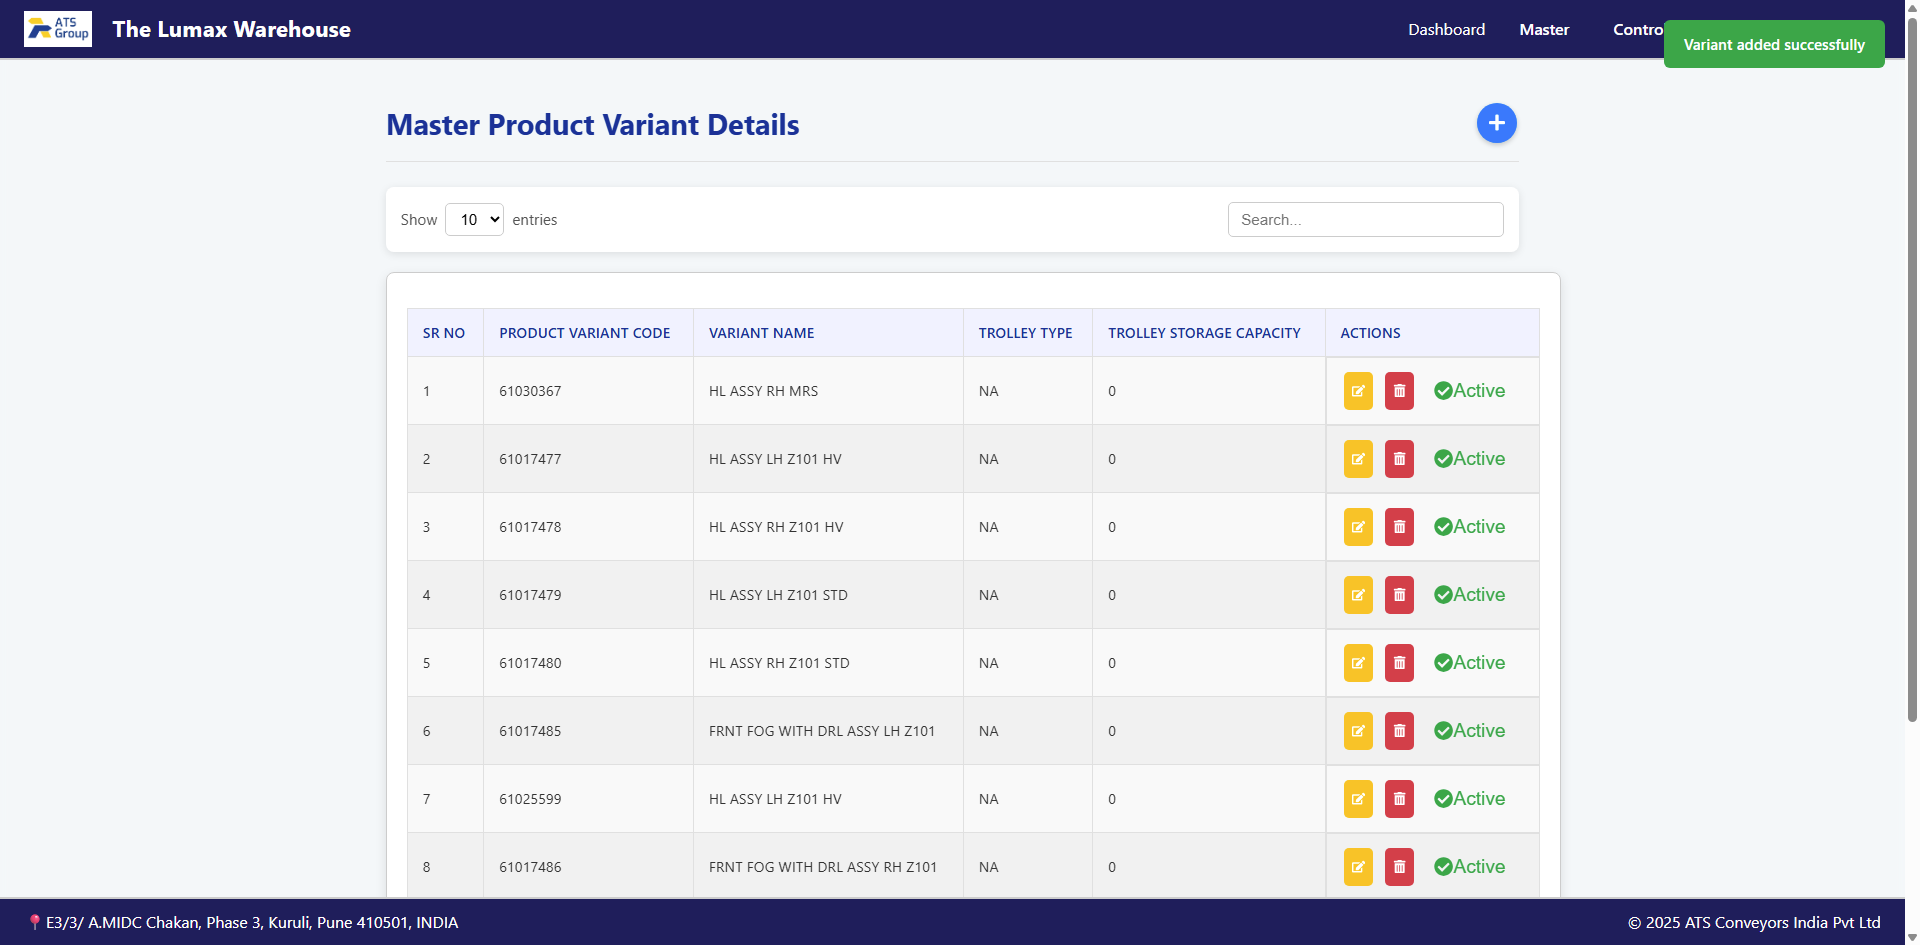 ATS
Group
The Lumax Warehouse
Dashboard
Master
Contro
Variant added successfully
Master Product Variant Details
Show 10 entries
Search...
SR NO PRODUCT VARIANT CODE VARIANT NAME TROLLEY TYPE TROLLEY STORAGE CAPACITY ACTIONS
1 61030367 HL ASSY RH MRS NA 0 Active
2 61017477 HL ASSY LH Z101 HV NA 0 Active
3 61017478 HL ASSY RH Z101 HV NA 0 Active
4 61017479 HL ASSY LH Z101 STD NA 0 Active
5 61017480 HL ASSY RH Z101 STD NA 0 Active
6 61017485 FRNT FOG WITH DRL ASSY LH Z101 NA 0 Active
7 61025599 HL ASSY LH Z101 HV NA 0 Active
8 61017486 FRNT FOG WITH DRL ASSY RH Z101 NA 0 Active
E3/3/ A.MIDC Chakan, Phase 3, Kuruli, Pune 410501, INDIA
© 2025 ATS Conveyors India Pvt Ltd